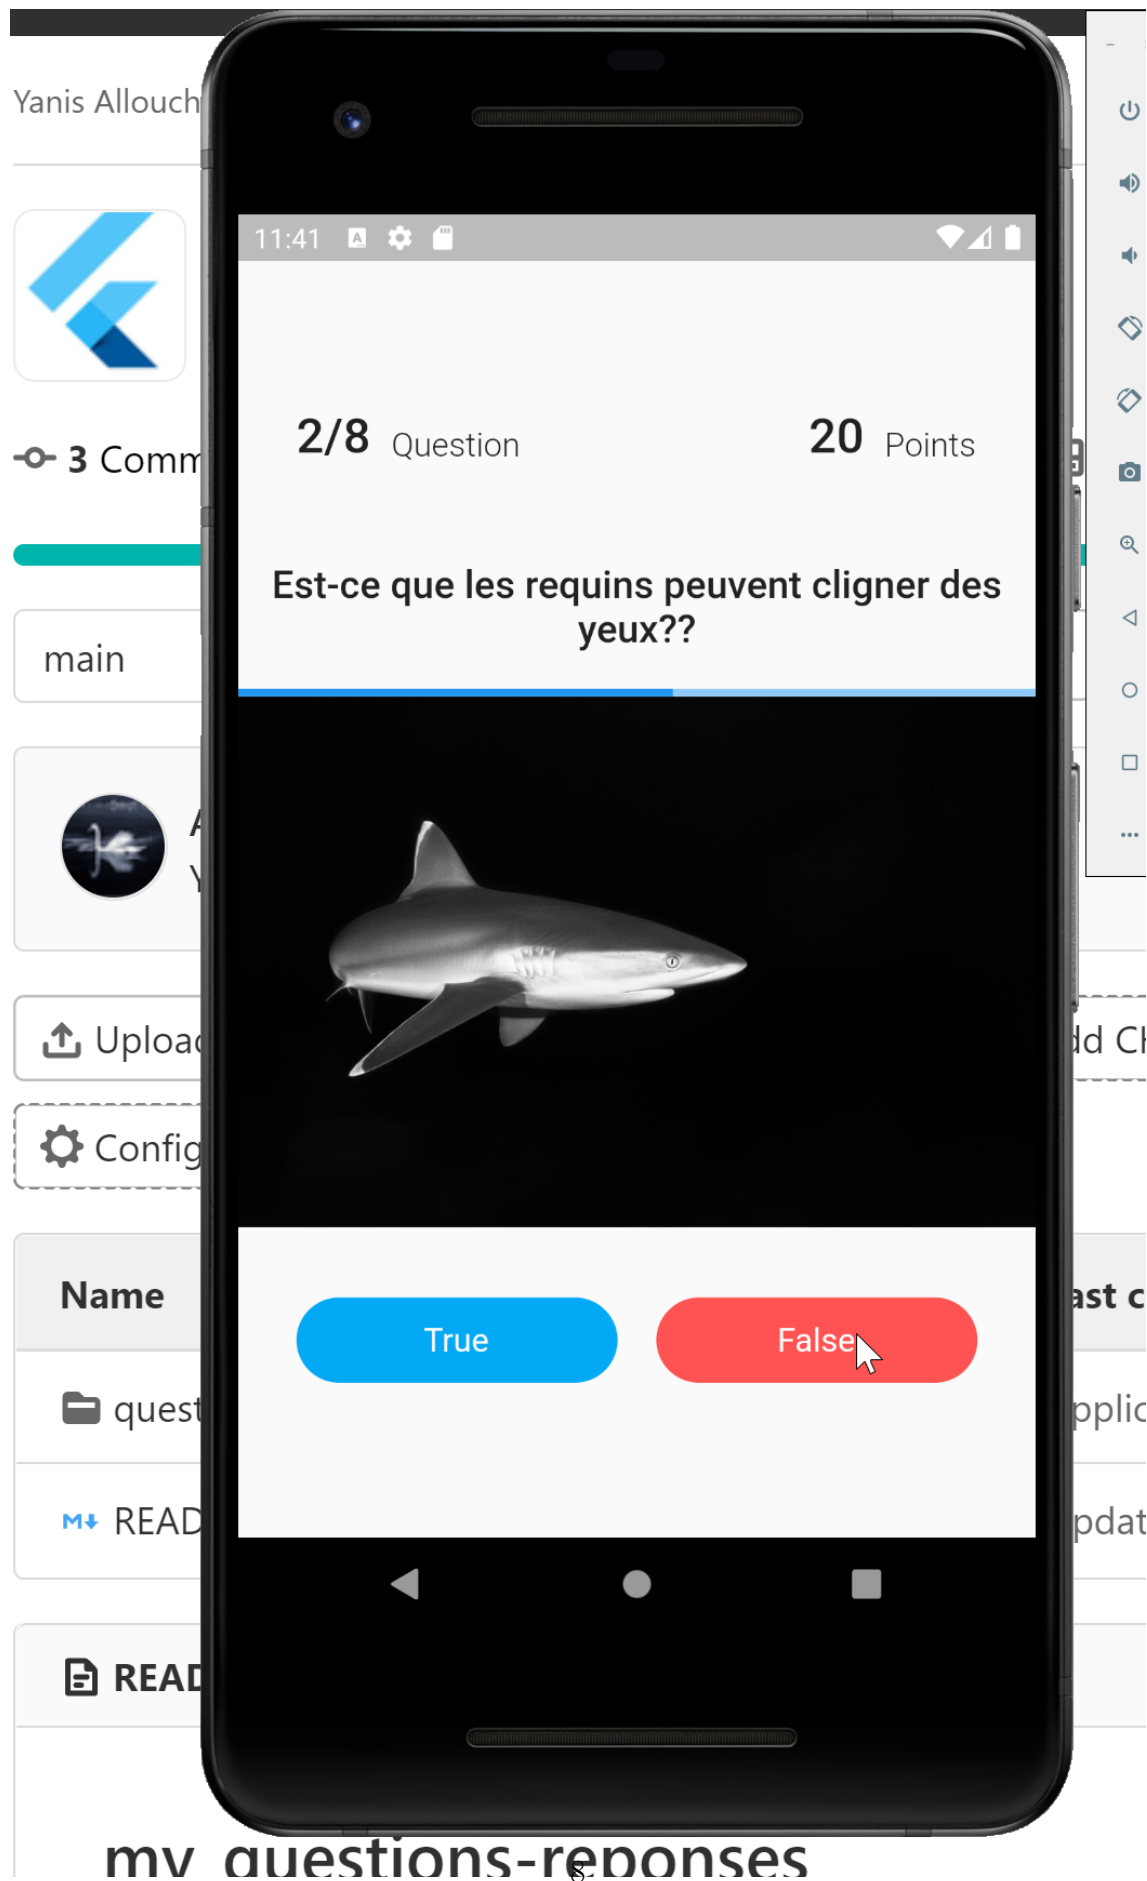 Yanis Allouch
11:41
3 Comm
2/8 Question
20 Points
Est-ce que les requins peuvent cligner des
yeux??
main
Upload
dd CH
Config
Name
ast c
True
False
quest
pplic
READ
pdat
READ
my_questions-reponses
8